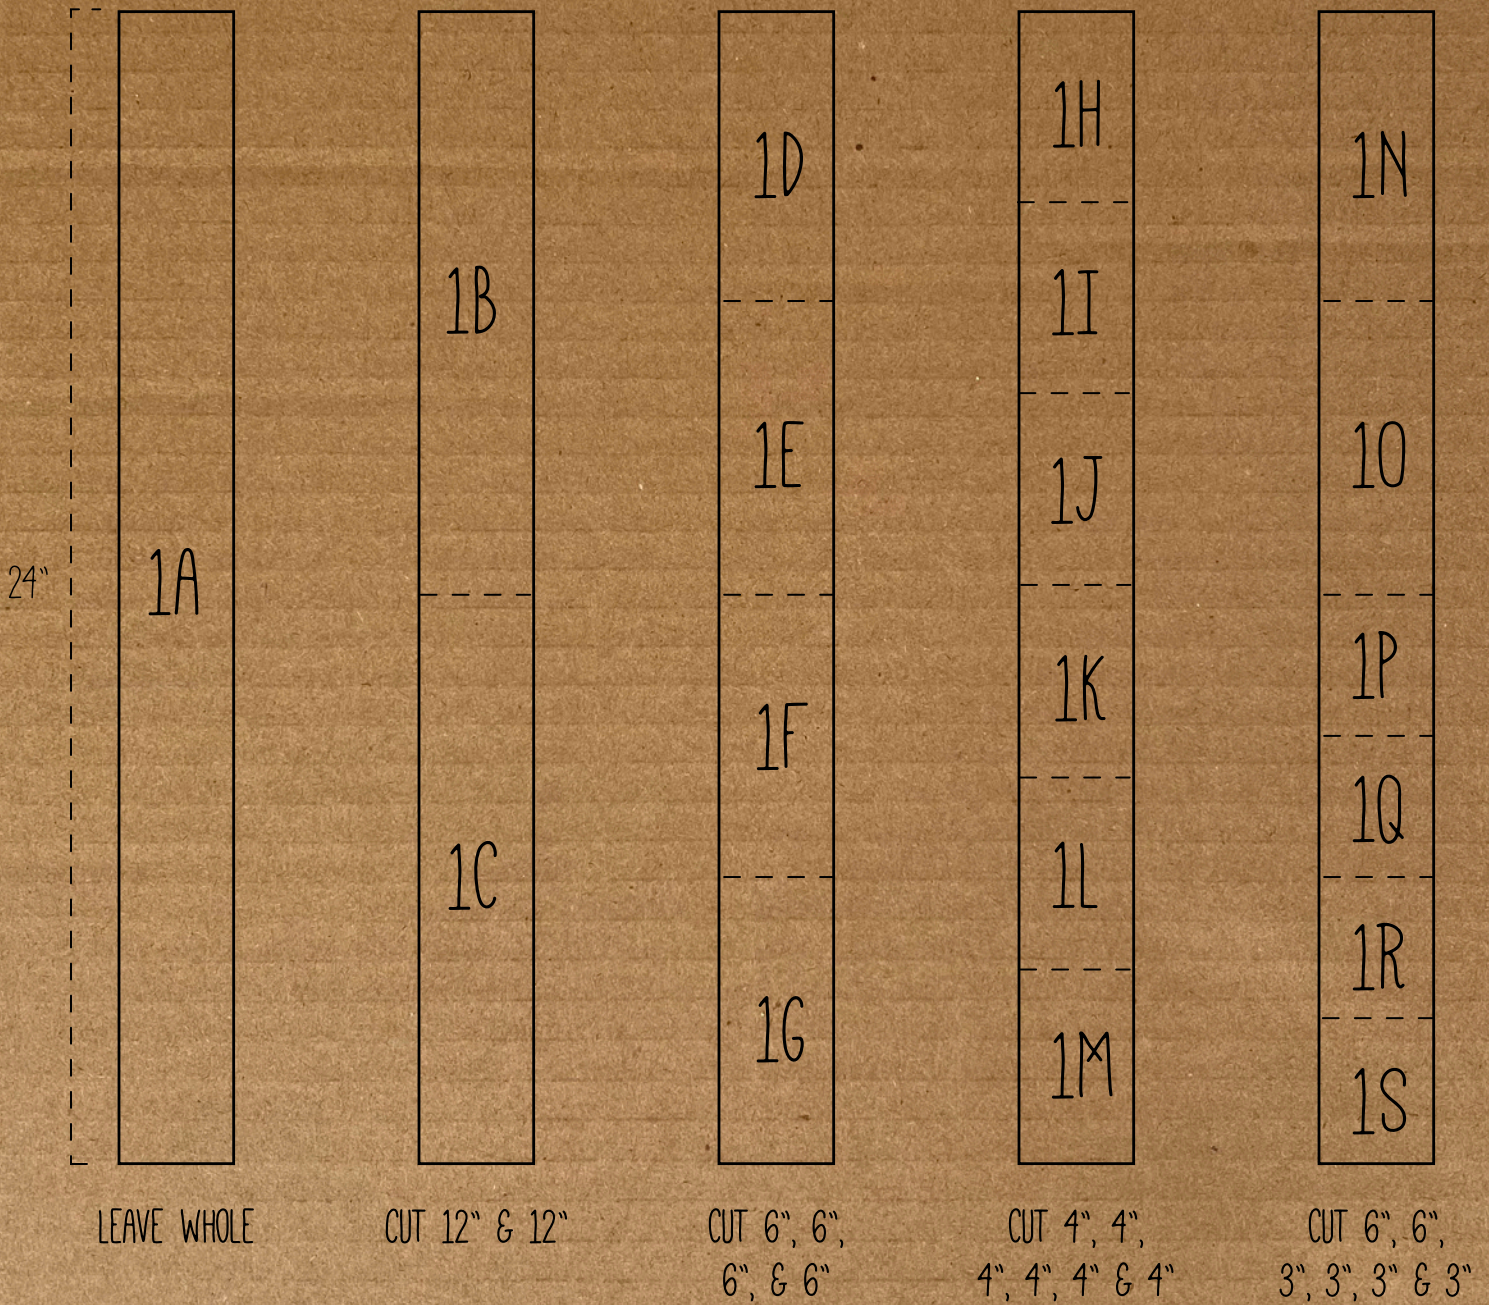 24"
1A
1B
1C
1D
1E
1F
1G
1H
1I
1J
1K
1L
1M
1N
1O
1P
1Q
1R
1S
LEAVE WHOLE
CUT 12" & 12"
CUT 6", 6",
6", & 6"
CUT 4", 4",
4", 4", 4" & 4"
CUT 6", 6",
3", 3", 3" & 3"